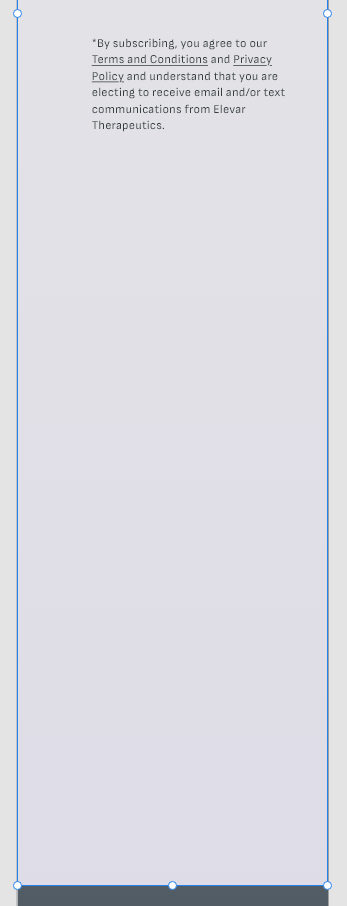 *By subscribing, you agree to our
Terms and Conditions and Privacy
Policy and understand that you are
electing to receive email and/or text
communications from Elevar
Therapeutics.